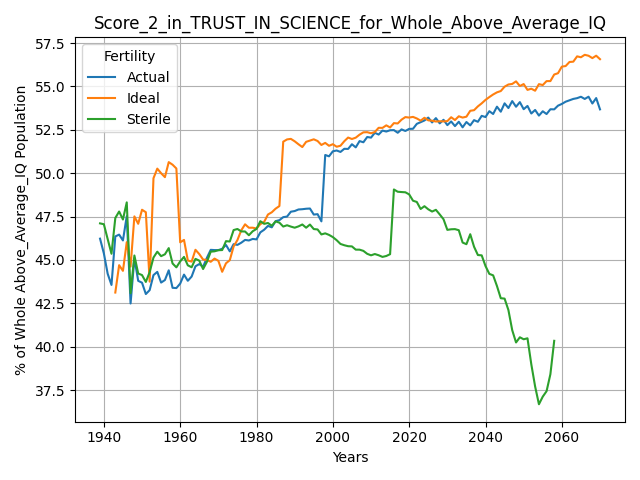 Score_2_in_TRUST_IN_SCIENCE_for_Whole_Above_Average_IQ
% of Whole Above_Average_IQ Population
57.5
55.0
52.5
50.0
47.5
45.0
42.5
40.0
37.5
Fertility
Actual
Ideal
Sterile
1940
1960
1980
2000
2020
2040
2060
Years